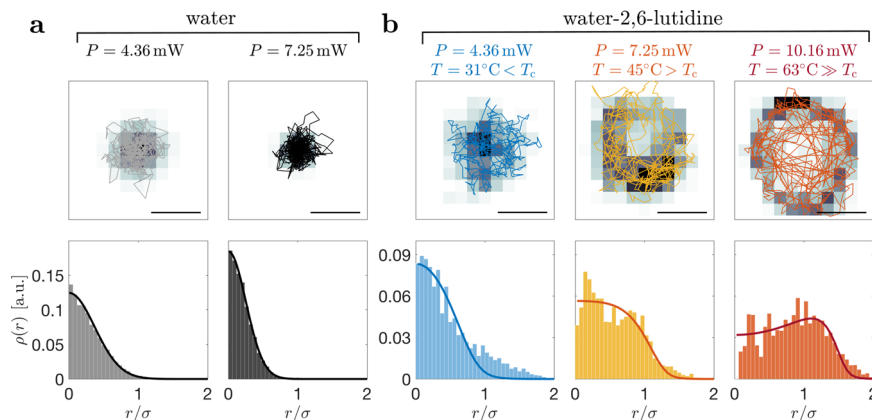 a
water
P = 4.36 mW
P = 7.25 mW
b
water-2,6-lutidine
P = 4.36 mW
T = 31°C < Tc
P = 7.25 mW
T = 45°C > Tc
P = 10.16 mW
T = 63°C ≫ Tc
ρ(r) [a.u.]
0.15
0.1
0.05
0
0 1 2
r/σ
0 1 2
r/σ
0.09
0.06
0.03
0
0 1 2
r/σ
0 1 2
r/σ
0 1 2
r/σ